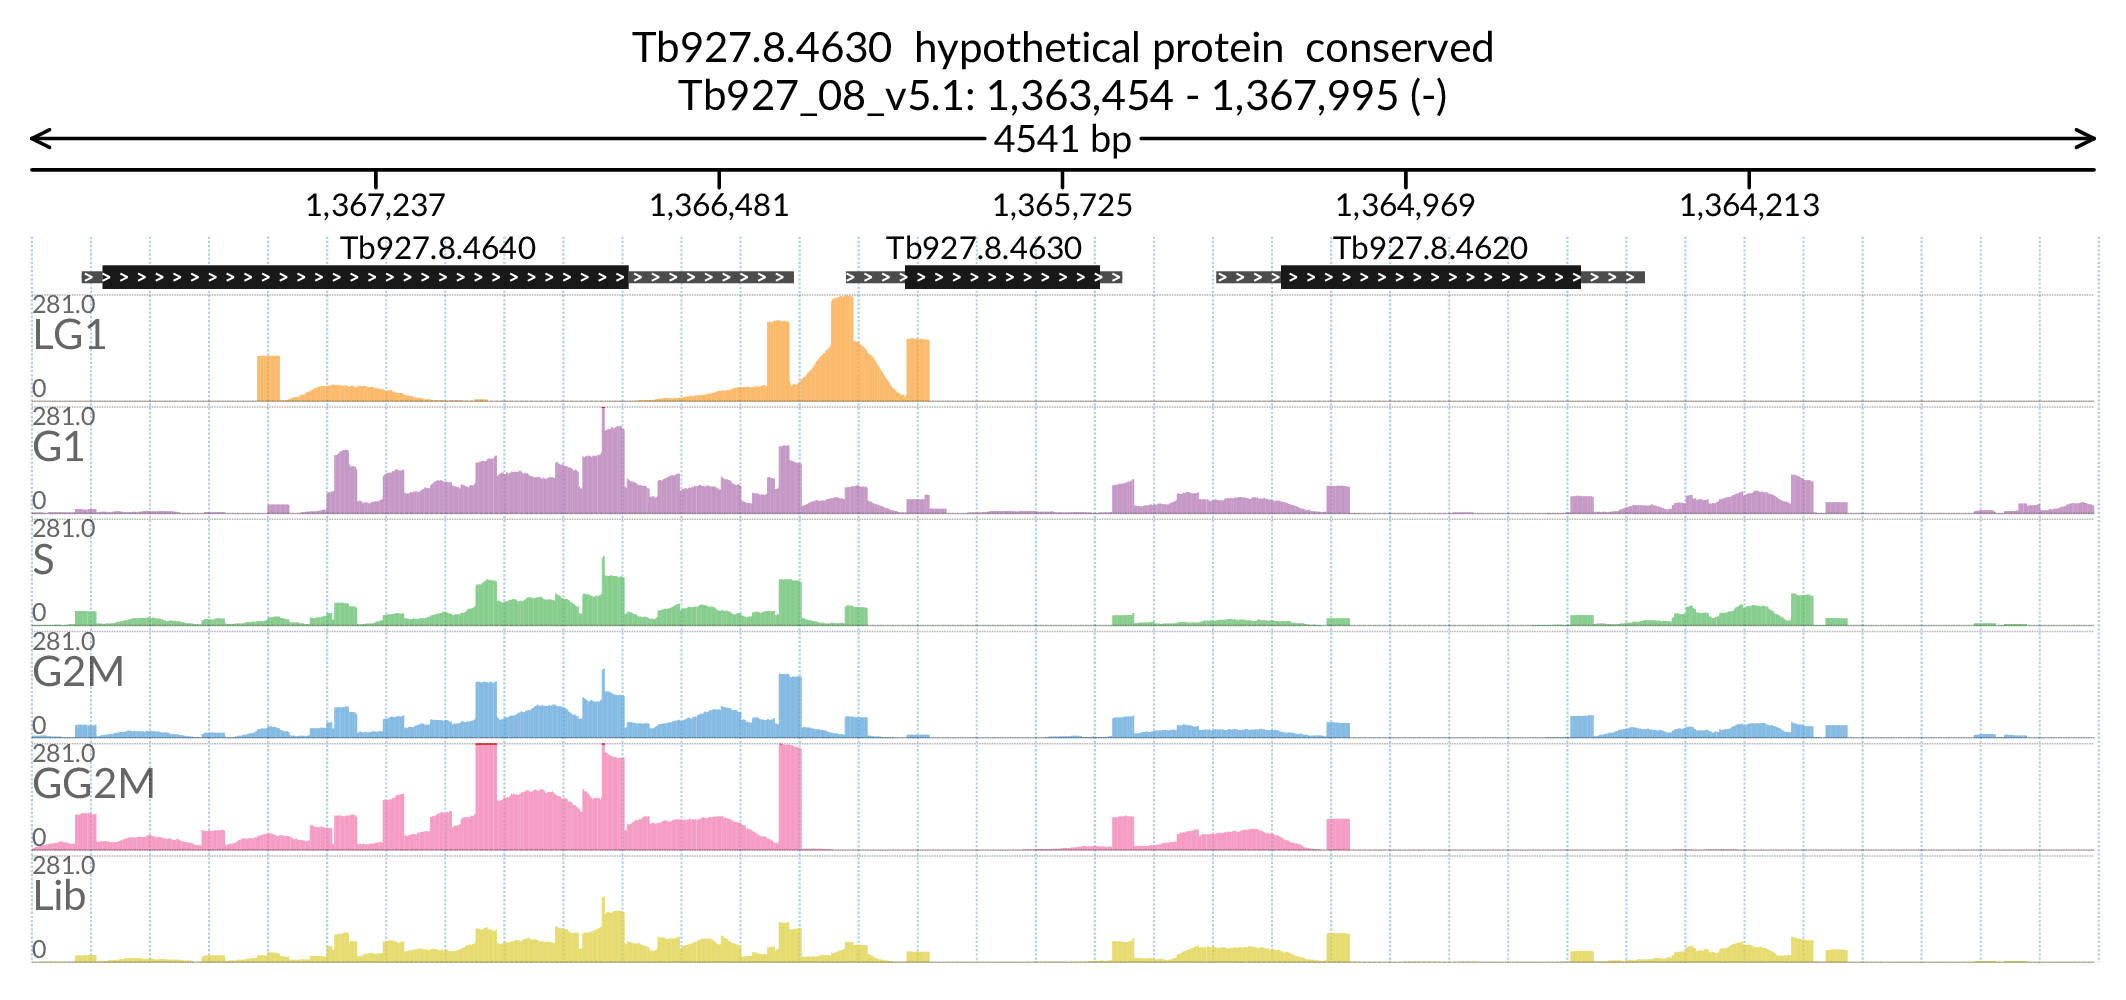 Tb927.8.4630 hypothetical protein conserved
Tb927_08_v5.1: 1,363,454 - 1,367,995 (-)
4541 bp
1,367,237 1,366,481 1,365,725 1,364,969 1,364,213
Tb927.8.4640 Tb927.8.4630 Tb927.8.4620
281.0
LG1
0
281.0
G1
0
281.0
S
0
281.0
G2M
0
281.0
GG2M
0
281.0
Lib
0